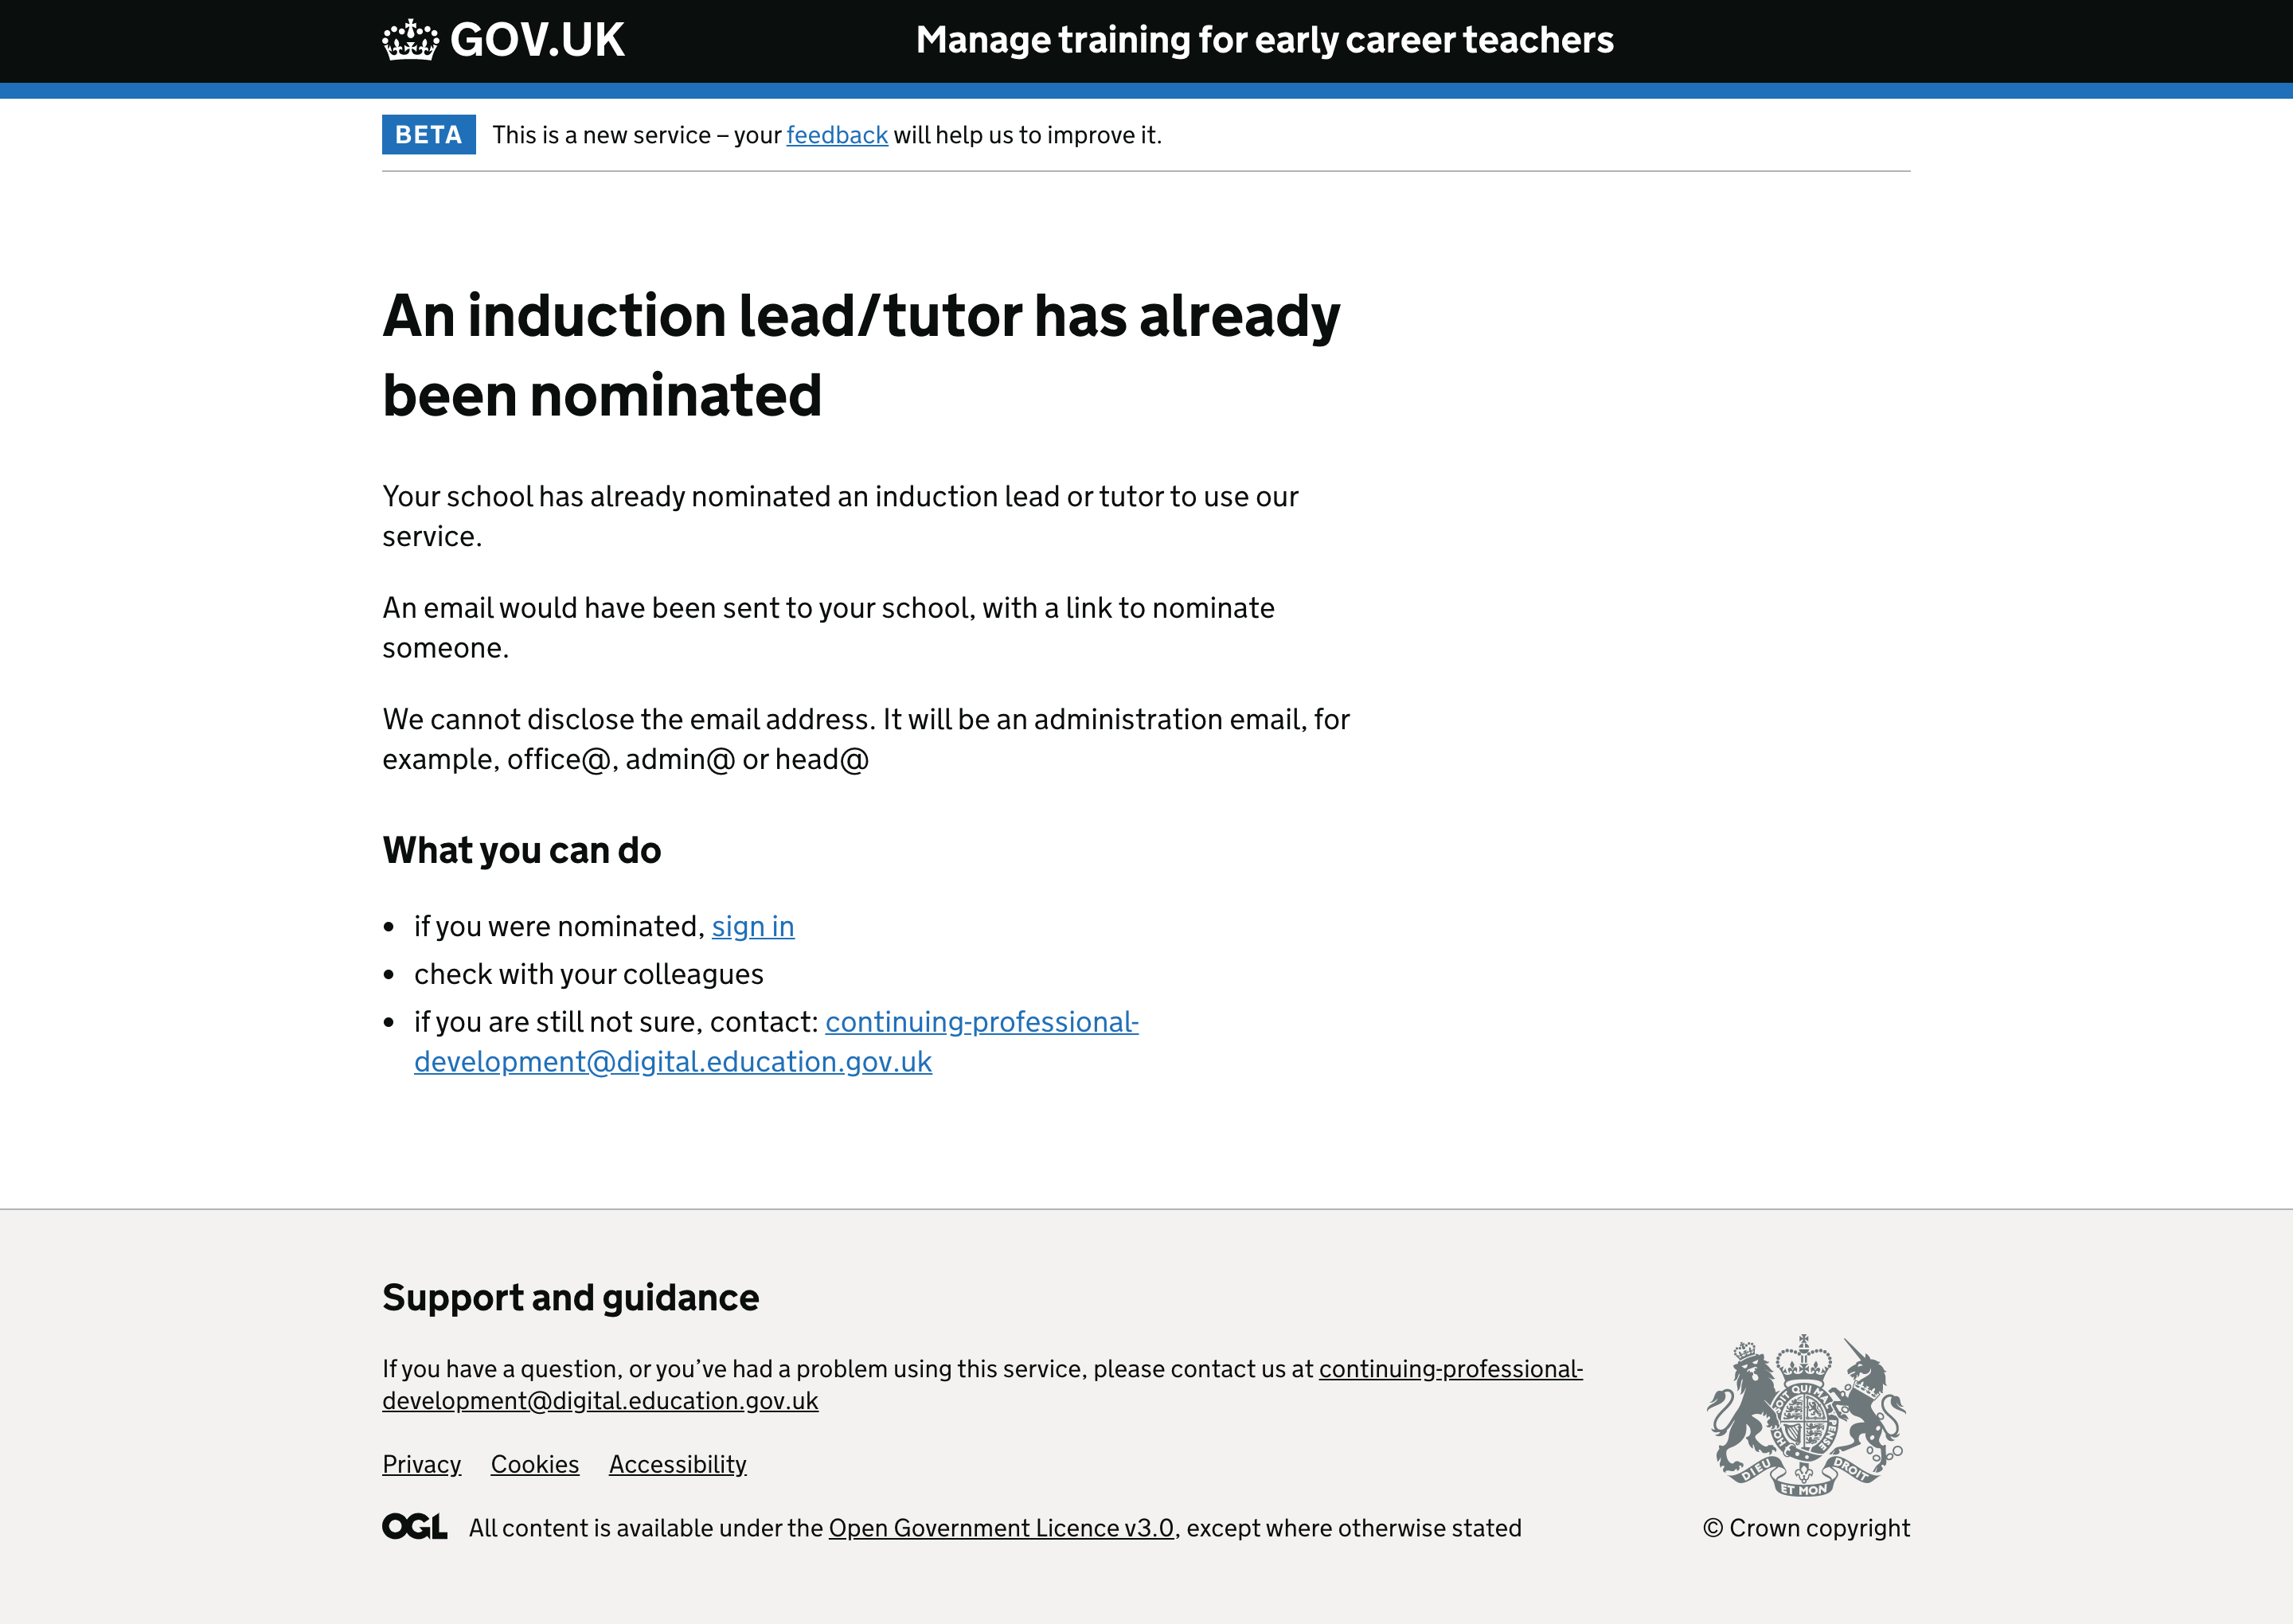 GOV.UK
Manage training for early career teachers
BETA
This is a new service – your feedback will help us to improve it.
An induction lead/tutor has already
been nominated
Your school has already nominated an induction lead or tutor to use our
service.
An email would have been sent to your school, with a link to nominate
someone.
We cannot disclose the email address. It will be an administration email, for
example, office@, admin@ or head@
What you can do
if you were nominated, sign in
check with your colleagues
if you are still not sure, contact: continuing-professional-
development@digital.education.gov.uk
Support and guidance
If you have a question, or you’ve had a problem using this service, please contact us at continuing-professional-
development@digital.education.gov.uk
Privacy Cookies Accessibility
OGL All content is available under the Open Government Licence v3.0, except where otherwise stated
DIEU ET MON DROIT
© Crown copyright